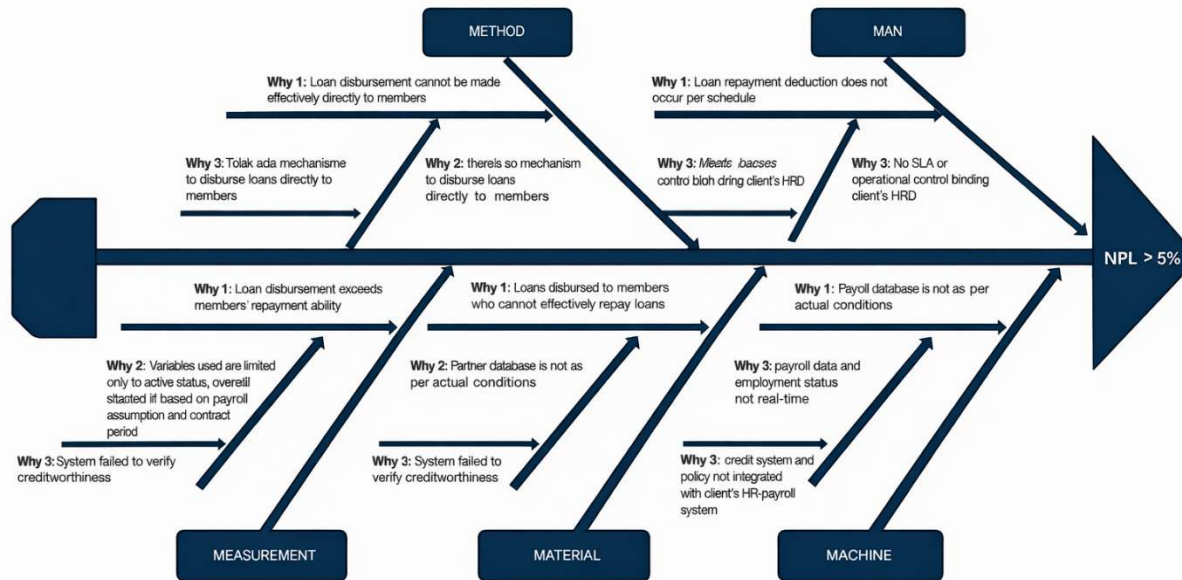 METHOD
MAN
Why 1: Loan disbursement cannot be made
effectively directly to members
Why 1: Loan repayment deduction does not
occur per schedule
Why 3: Tolak ada mechanisme
to disburse loans directly to
members
Why 2: thereis so mechanism
to disburse loans
directly to members
Why 3:
client's HRD
Why 3: No SLA or
operational control binding
client's HRD
NPL > 5%
Why 1: Loan disbursement exceeds
members' repayment ability
Why 1: Loans disbursed to members
who cannot effectively repay loans
Why 1: Payroll database is not as per
actual conditions
Why 2: Variables used are limited
only to active status,
if based on payroll
assumption and contract
period
Why 3: System failed to verify
creditworthiness
Why 2: Partner database is not as
per actual conditions
Why 3: System failed to
verify creditworthiness
Why 3: payroll data and
employment status
not real-time
Why 3: credit system and
policy not integrated
with client's HR-payroll
system
MEASUREMENT
MATERIAL
MACHINE